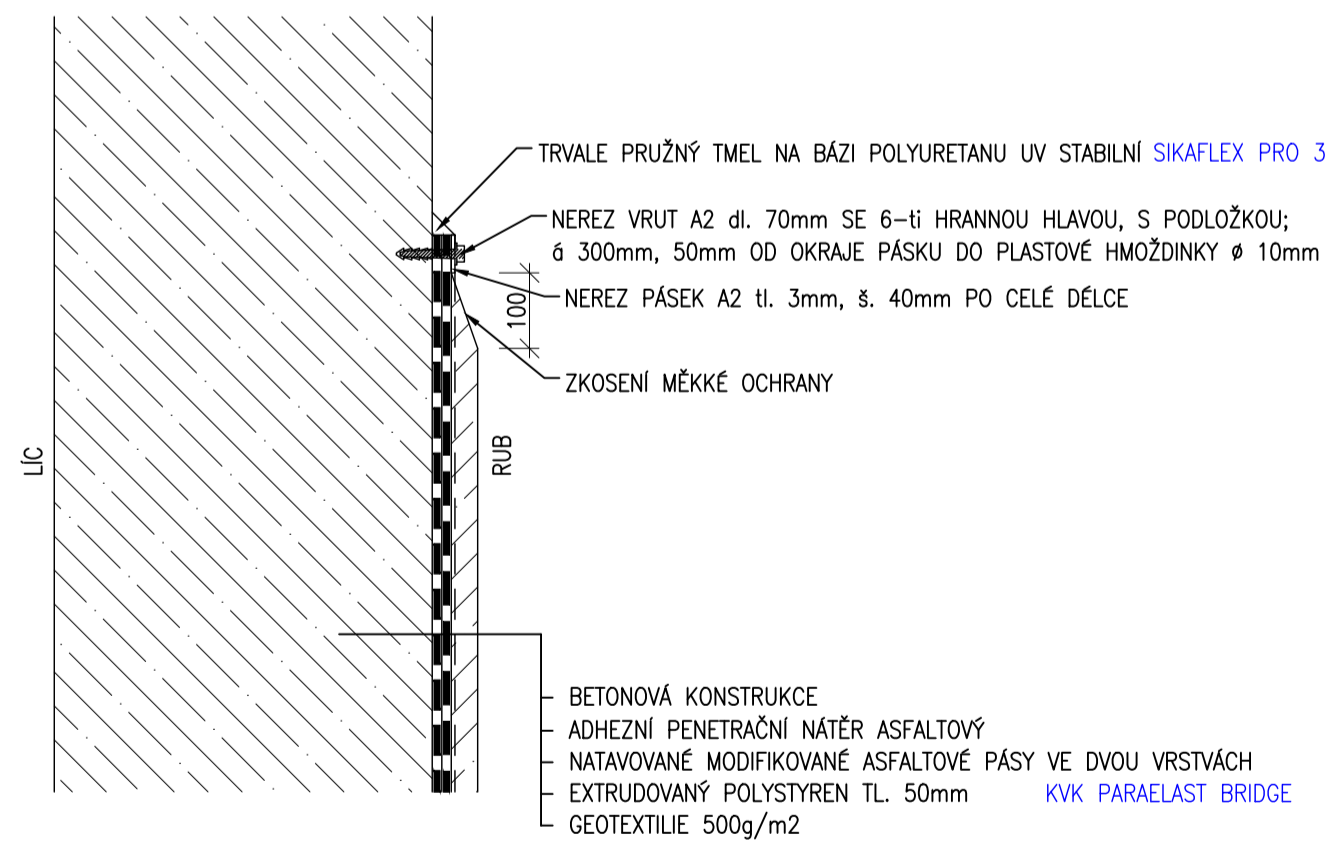 TRVALE PRUŽNÝ TMEL NA BÁZI POLYURETANU UV STABILNÍ SIKAFLEX PRO 3
NEREZ VRUT A2 dl. 70mm SE 6-ti HRANNOU HLAVOU, S PODLOŽKOU;
á 300mm, 50mm OD OKRAJE PÁSKU DO PLASTOVÉ HMOŽDINKY ø 10mm
NEREZ PÁSEK A2 tl. 3mm, š. 40mm PO CELÉ DÉLCE
100
ZKOSENÍ MĚKKÉ OCHRANY
LÍC
RUB
BETONOVÁ KONSTRUKCE
ADHEZNÍ PENETRAČNÍ NÁTĚR ASFALTOVÝ
NATAVOVANÉ MODIFIKOVANÉ ASFALTOVÉ PÁSY VE DVOU VRSTVÁCH
EXTRUDOVANÝ POLYSTYREN TL. 50mm KVK PARAELAST BRIDGE
GEOTEXTILIE 500g/m2